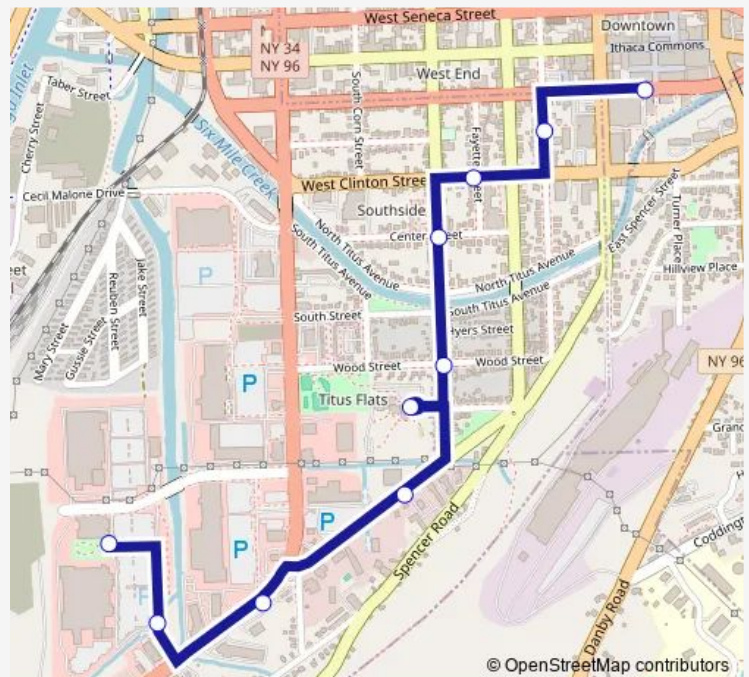 West Seneca Street
Downtown
Ithaca Commons
NY 34
NY 96
West End
Inlet
Taber Street
Cherry Street
South Corn Street
Six Mile Creek
Fayette Street
West Clinton Street
Cecil Malone Drive
Southside
Center Street
East Spencer Street
Turner Place
North Titus Avenue
South Titus Avenue
North Titus Avenue
South Titus Avenue
Hillview Place
P
Jake Street
Reuben Street
Gussie Street
Mary Street
South Street
Hyers Street
Wood Street
Wood Street
NY 96
P
Titus Flats
P
P
P
Spencer Road
Danby Road
© OpenStreetMap contributors